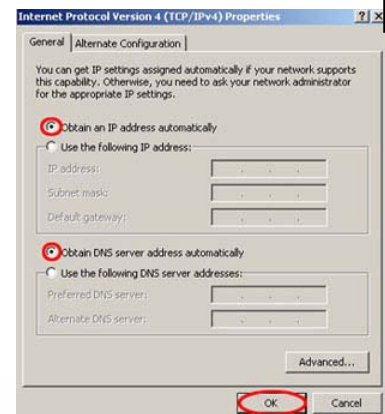 Internet Protocol Version 4 (TCP/IPv4) Properties
General
Alternate Configuration
You can get IP settings assigned automatically if your network supports
this capability. Otherwise, you need to ask your network administrator
for the appropriate IP settings.
Obtain an IP address automatically
Use the following IP address:
IP address:
Subnet mask:
Default gateway:
Obtain DNS server address automatically
Use the following DNS server addresses:
Preferred DNS server:
Alternate DNS server:
Advanced...
OK
Cancel